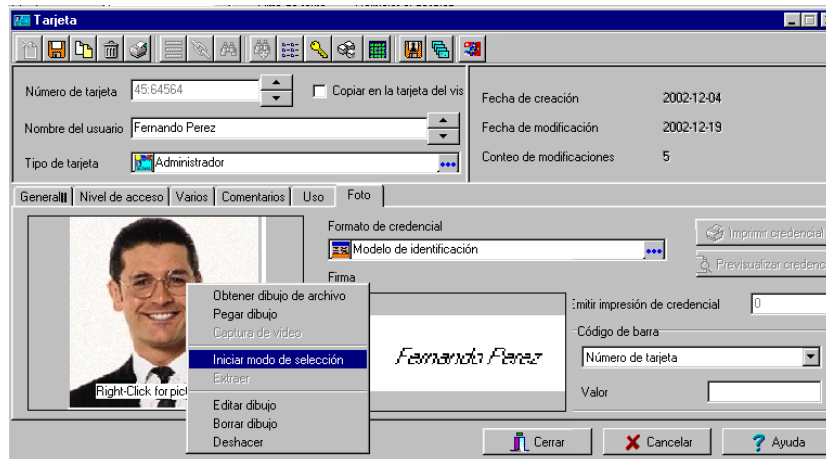 Tarjeta
Número de tarjeta 45:64564 Copiar en la tarjeta del vis
Nombre del usuario Fernando Perez
Tipo de tarjeta Administrador
Fecha de creación 2002-12-04
Fecha de modificación 2002-12-19
Conteo de modificaciones 5
General Nivel de acceso Varios Comentarios Uso Foto
Formato de credencial
Modelo de identificación
Firma
Fernando Perez
Imprimir credencial
Previsualizar credenc
Emitir impresión de credencial 0
Código de barra
Número de tarjeta
Valor
Right-Click for pict
Obtener dibujo de archivo
Pegar dibujo
Captura de video
Iniciar modo de selección
Extraer
Editar dibujo
Borrar dibujo
Deshacer
Cerrar Cancelar Ayuda